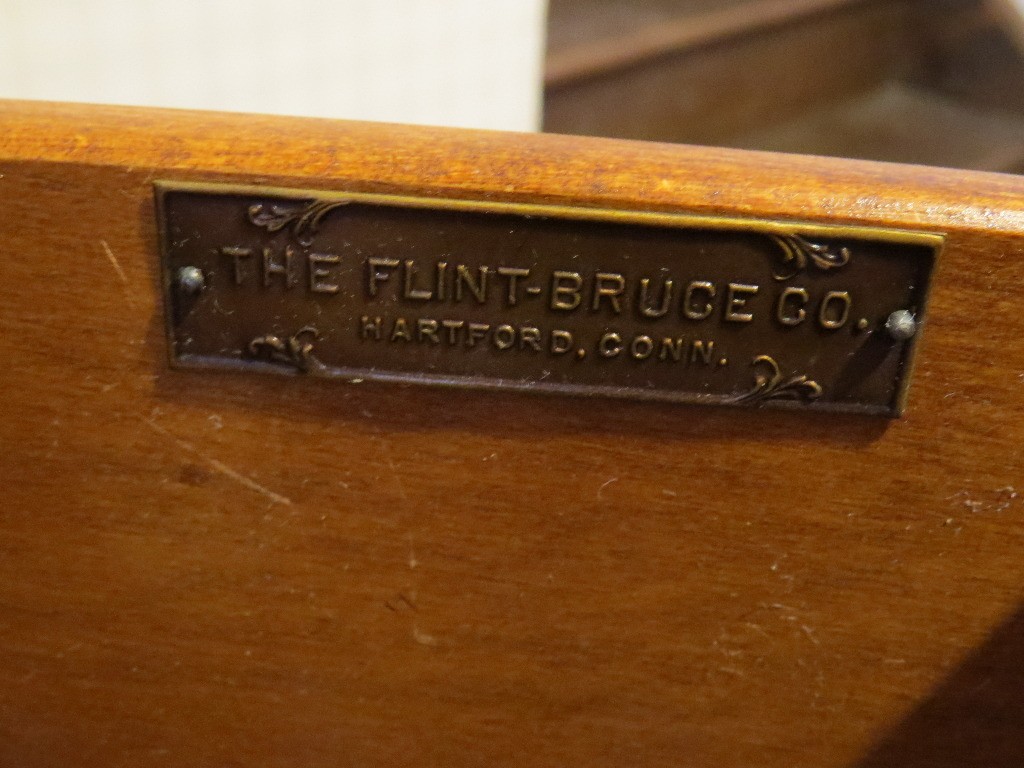 THE FLINT-BRUCE CO.
HARTFORD, CONN.